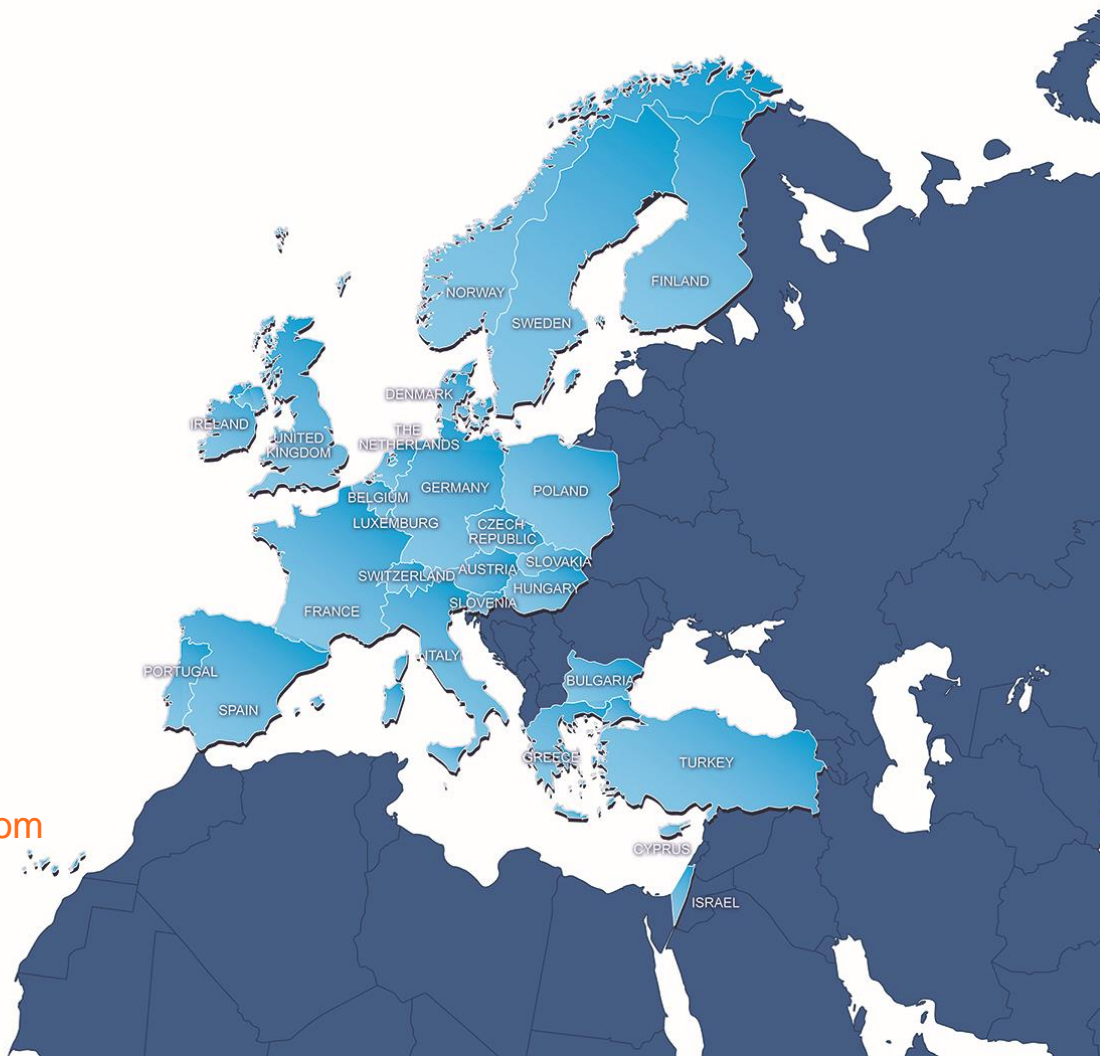 NORWAY
FINLAND
SWEDEN
DENMARK
IRELAND
UNITED
KINGDOM
THE
NETHERLANDS
GERMANY
POLAND
BELGIUM
LUXEMBURG
CZECH
REPUBLIC
SLOVAKIA
AUSTRIA
SWITZERLAND
HUNGARY
SLOVENIA
FRANCE
ITALY
PORTUGAL
SPAIN
BULGARIA
GREECE
TURKEY
om
CYPRUS
ISRAEL